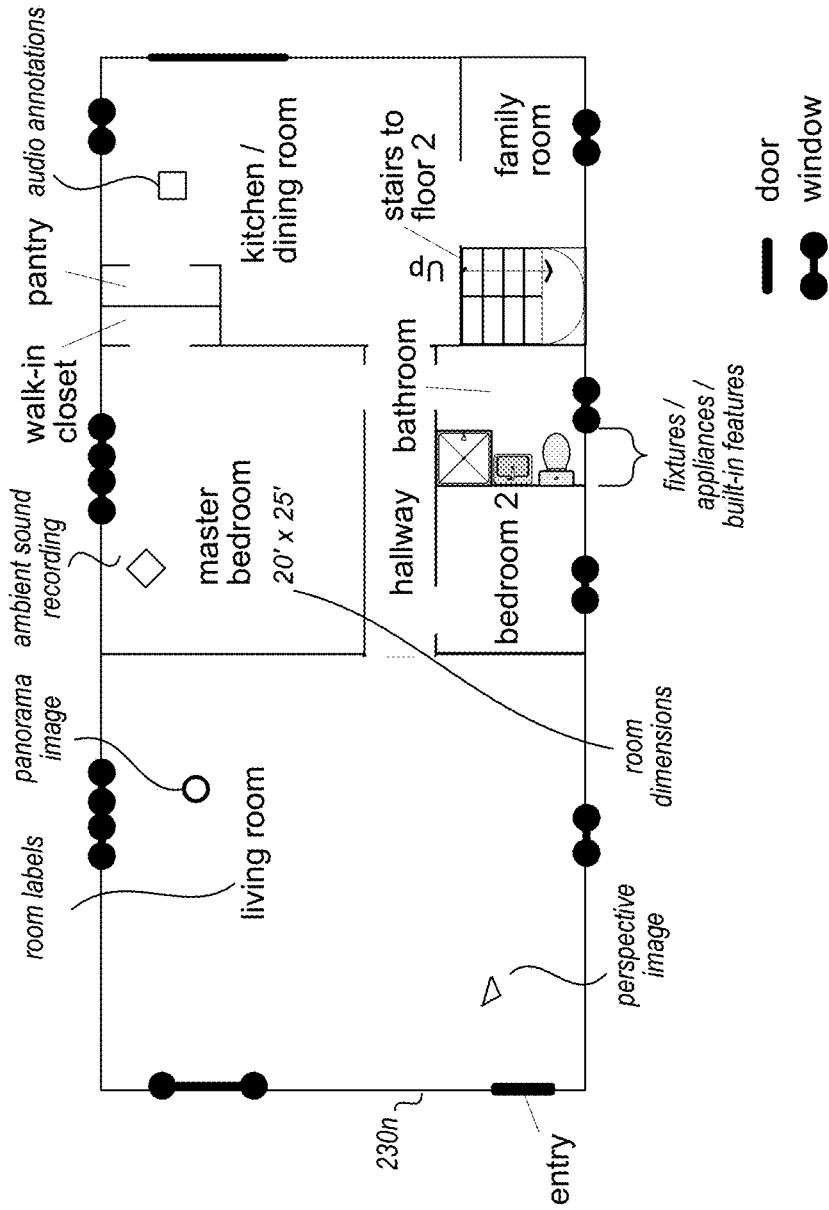 room labels
panorama
image
ambient sound
recording
walk-in
closet
pantry
audio annotations
living room
master
bedroom
20' x 25'
kitchen /
dining room
hallway
bathroom
up
stairs to
floor 2
bedroom 2
family
room
230n
entry
perspective
image
room
dimensions
fixtures /
appliances /
built-in features
door
window